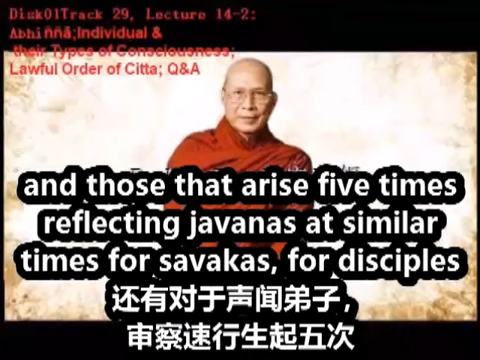 Disk01Track 29, Lecture 14-2:
Abhiññā;Individual &
their Types of Consciousness;
Lawful Order of Citta; Q&A
and those that arise five times
reflecting javanas at similar
times for savakas, for disciples
还有对于声闻弟子，
审察速行生起五次